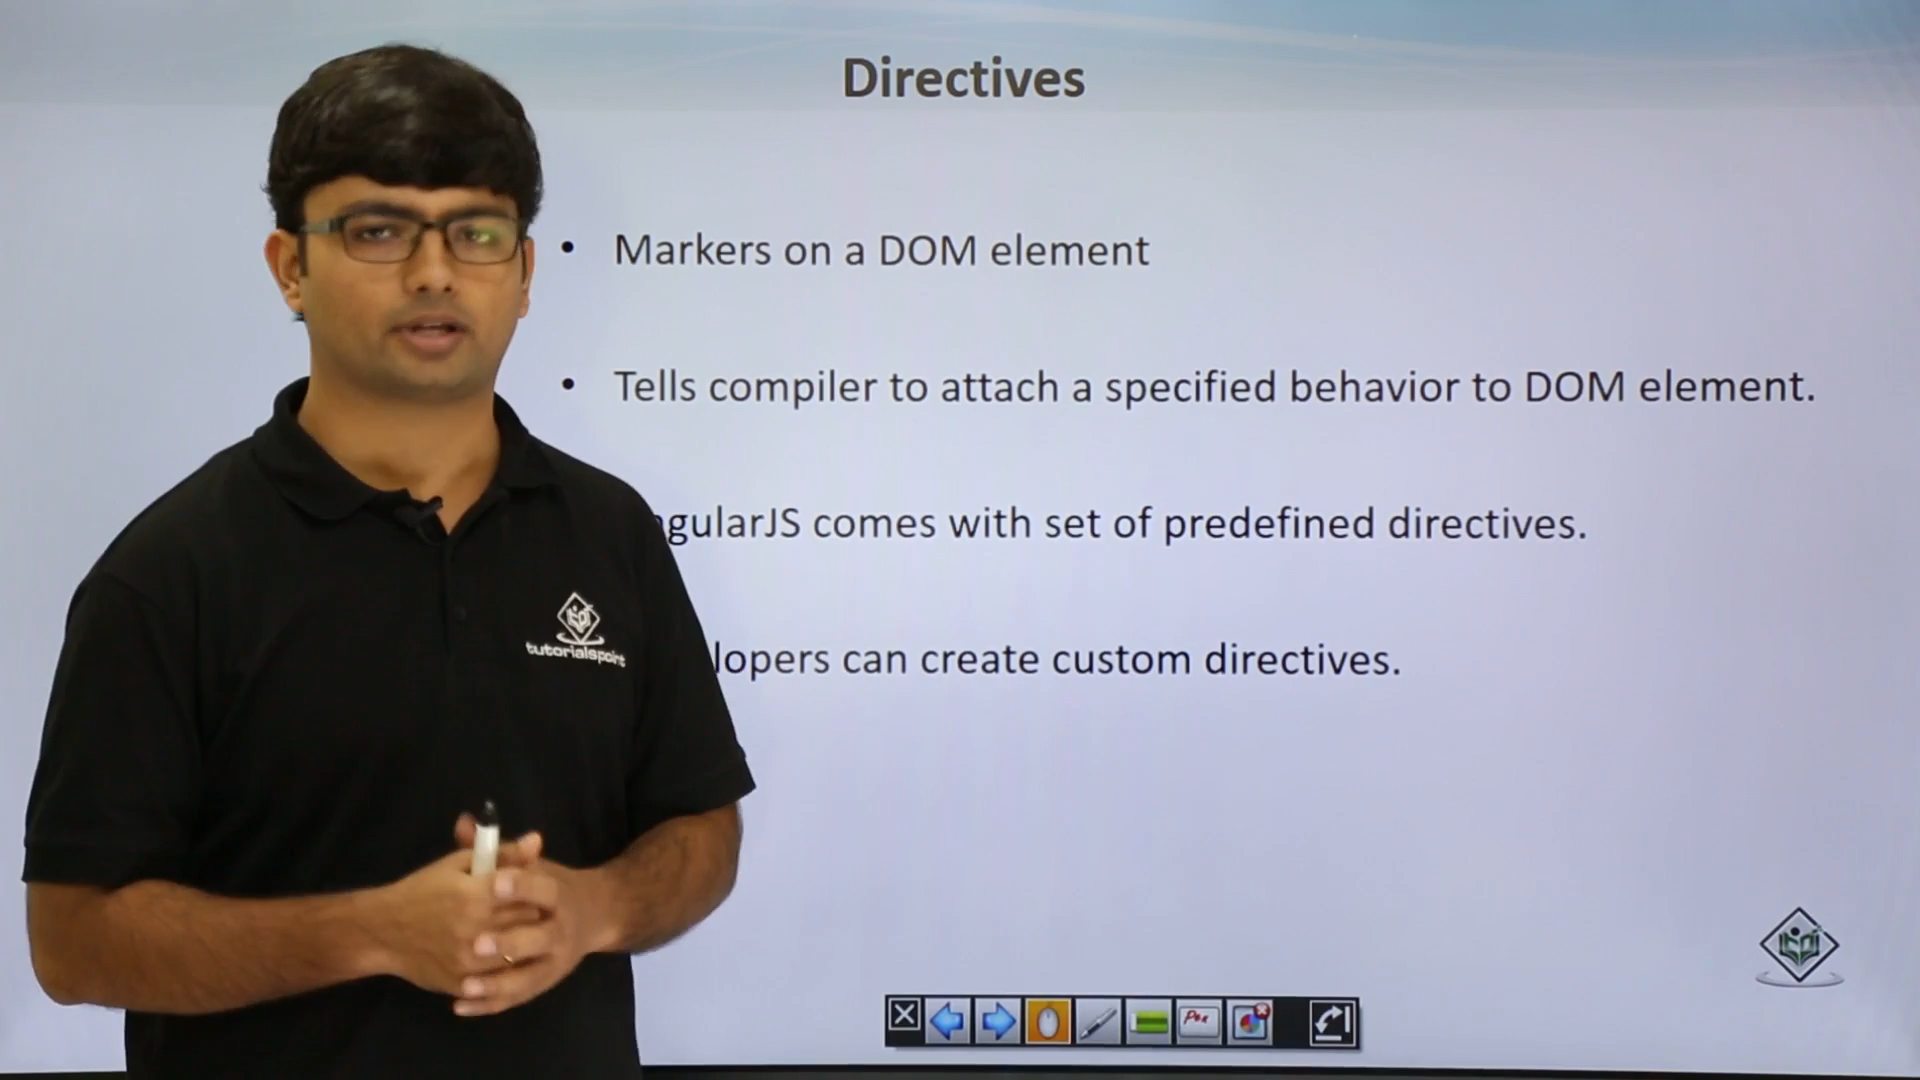 Directives
• Markers on a DOM element
• Tells compiler to attach a specified behavior to DOM element.
gularJS comes with set of predefined directives.
lopers can create custom directives.
tutorialspoint